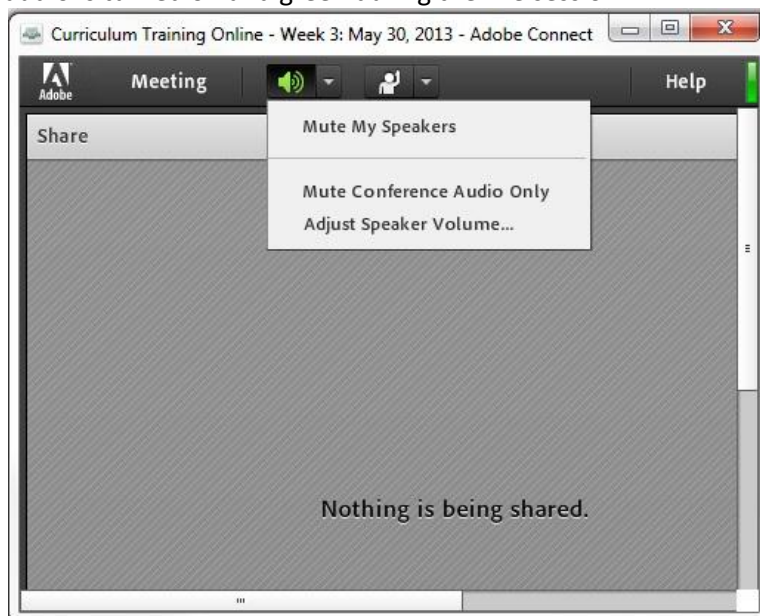 Curriculum Training Online - Week 3: May 30, 2013 - Adobe Connect
Adobe Meeting Help
Share
Mute My Speakers
Mute Conference Audio Only
Adjust Speaker Volume...
Nothing is being shared.